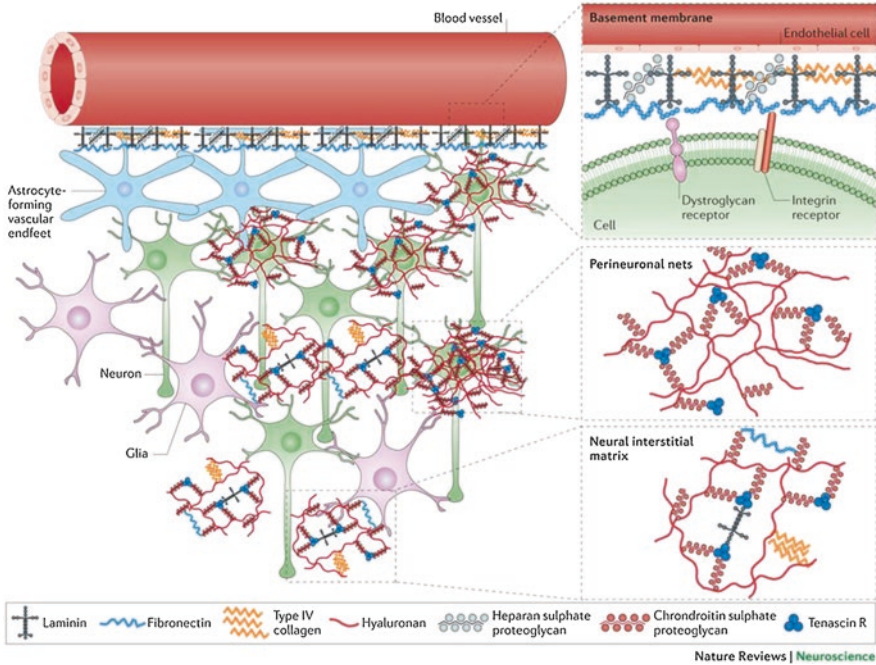 Blood vessel
Basement membrane
Endothelial cell
Astrocyte-
forming
vascular
endfeet
Dystroglycan
receptor
Integrin
receptor
Cell
Perineuronal nets
Neuron
Glia
Neural interstitial
matrix
Laminin
Fibronectin
Type IV
collagen
Hyaluronan
Heparan sulphate
proteoglycan
Chrondroitin sulphate
proteoglycan
Tenascin R
Nature Reviews | Neuroscience